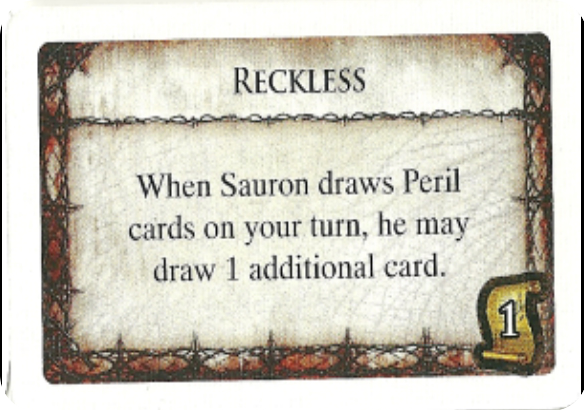 RECKLESS
When Sauron draws Peril
cards on your turn, he may
draw 1 additional card.
1